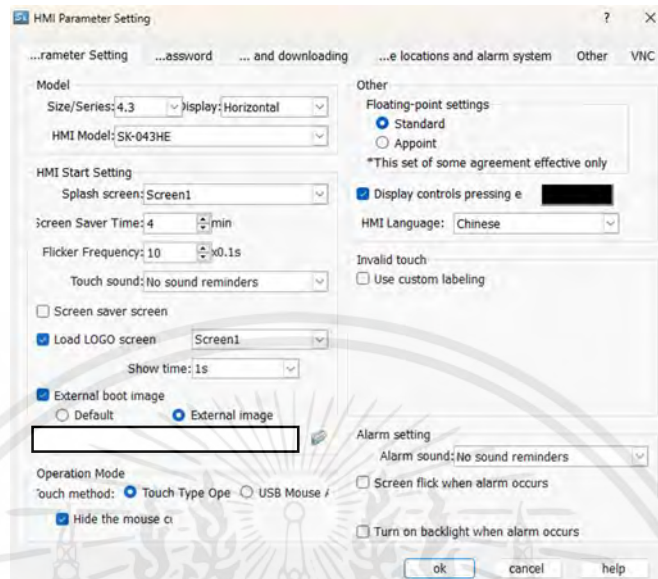 HMI Parameter Setting
...rameter Setting ...assword ... and downloading ...e locations and alarm system Other VNC
Model
Size/Series: 4.3 Display: Horizontal
HMI Model: SK-043HE
HMI Start Setting
Splash screen: Screen1
Screen Saver Time: 4 min
Flicker Frequency: 10 x0.1s
Touch sound: No sound reminders
Screen saver screen
Load LOGO screen Screen1
Show time: 1s
External boot image
Default External image
Operation Mode
Touch method: Touch Type Ope USB Mouse /
Hide the mouse cu
Other
Floating-point settings
Standard
Appoint
*This set of some agreement effective only
Display controls pressing e
HMI Language: Chinese
Invalid touch
Use custom labeling
Alarm setting
Alarm sound: No sound reminders
Screen flick when alarm occurs
Turn on backlight when alarm occurs
ok cancel help